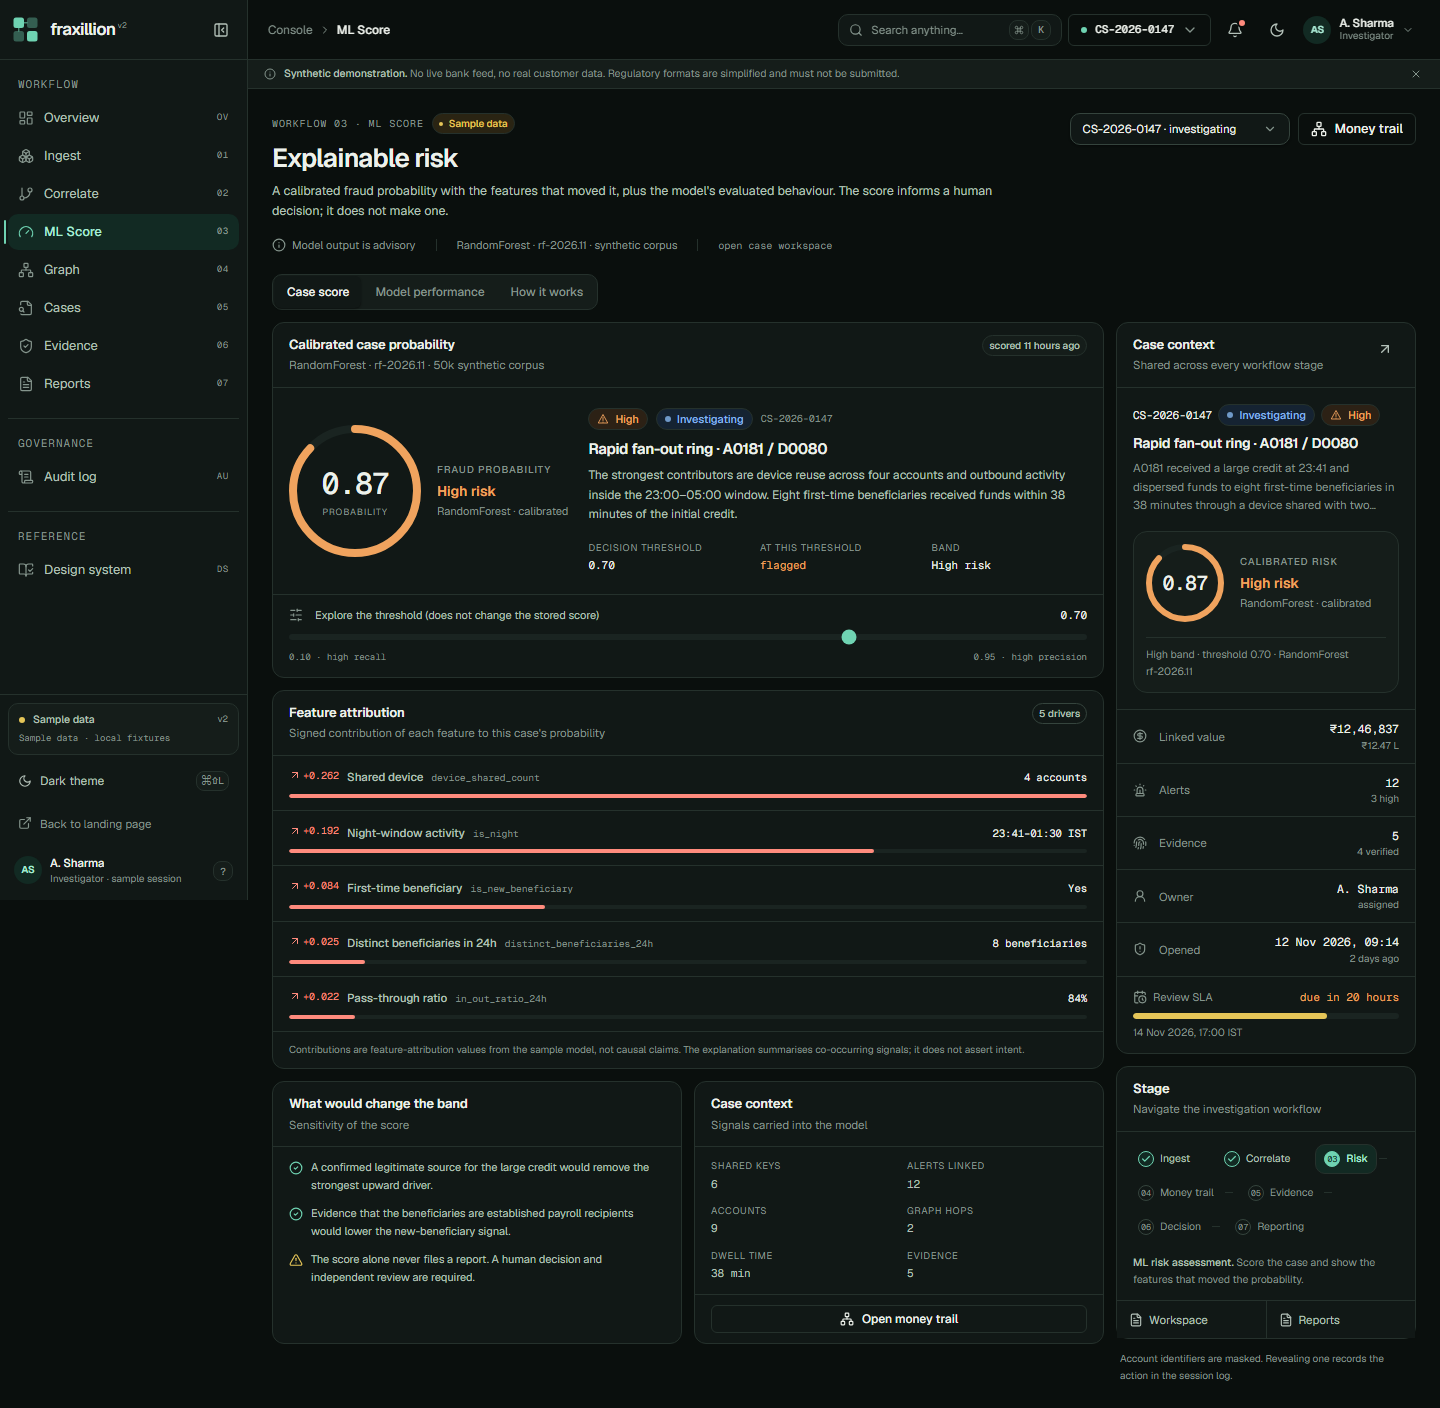 fraxillion v2
Console > ML Score
Search anything...
⌘ K
CS-2026-0147
AS
A. Sharma
Investigator
Synthetic demonstration. No live bank feed, no real customer data. Regulatory formats are simplified and must not be submitted.
WORKFLOW
Overview OV
Ingest 01
Correlate 02
ML Score 03
Graph 04
Cases 05
Evidence 06
Reports 07
GOVERNANCE
Audit log AU
REFERENCE
Design system DS
Sample data v2
Sample data · local fixtures
Dark theme ⌘⇧L
Back to landing page
AS
A. Sharma
Investigator · sample session
?
WORKFLOW 03 · ML SCORE
Sample data
CS-2026-0147 · investigating
Money trail
Explainable risk
A calibrated fraud probability with the features that moved it, plus the model's evaluated behaviour. The score informs a human
decision; it does not make one.
Model output is advisory
RandomForest · rf-2026.11 · synthetic corpus
open case workspace
Case score
Model performance
How it works
Calibrated case probability
RandomForest · rf-2026.11 · 50k synthetic corpus
scored 11 hours ago
0.87
PROBABILITY
FRAUD PROBABILITY
High risk
RandomForest · calibrated
High
Investigating
CS-2026-0147
Rapid fan-out ring · A0181 / D0080
The strongest contributors are device reuse across four accounts and outbound activity
inside the 23:00–05:00 window. Eight first-time beneficiaries received funds within 38
minutes of the initial credit.
DECISION THRESHOLD
0.70
AT THIS THRESHOLD
flagged
BAND
High risk
Explore the threshold (does not change the stored score) 0.70
0.10 · high recall
0.95 · high precision
Feature attribution
Signed contribution of each feature to this case's probability
5 drivers
+0.262 Shared device device_shared_count 4 accounts
+0.192 Night-window activity is_night 23:41–01:30 IST
+0.084 First-time beneficiary is_new_beneficiary Yes
+0.025 Distinct beneficiaries in 24h distinct_beneficiaries_24h 8 beneficiaries
+0.022 Pass-through ratio in_out_ratio_24h 84%
Contributions are feature-attribution values from the sample model, not causal claims. The explanation summarises co-occurring signals; it does not assert intent.
What would change the band
Sensitivity of the score
A confirmed legitimate source for the large credit would remove the
strongest upward driver.
Evidence that the beneficiaries are established payroll recipients
would lower the new-beneficiary signal.
The score alone never files a report. A human decision and
independent review are required.
Case context
Signals carried into the model
SHARED KEYS
6
ALERTS LINKED
12
ACCOUNTS
9
GRAPH HOPS
2
DWELL TIME
38 min
EVIDENCE
5
Open money trail
Case context
Shared across every workflow stage
CS-2026-0147
Investigating
High
Rapid fan-out ring · A0181 / D0080
A0181 received a large credit at 23:41 and
dispersed funds to eight first-time beneficiaries in
38 minutes through a device shared with two...
0.87
CALIBRATED RISK
High risk
RandomForest · calibrated
High band · threshold 0.70 · RandomForest
rf-2026.11
Linked value ₹12,46,837
₹12.47 L
Alerts 12
3 high
Evidence 5
4 verified
Owner A. Sharma
assigned
Opened 12 Nov 2026, 09:14
2 days ago
Review SLA due in 20 hours
14 Nov 2026, 17:00 IST
Stage
Navigate the investigation workflow
Ingest
Correlate
03 Risk
04 Money trail
05 Evidence
06 Decision
07 Reporting
ML risk assessment. Score the case and show the
features that moved the probability.
Workspace
Reports
Account identifiers are masked. Revealing one records the
action in the session log.